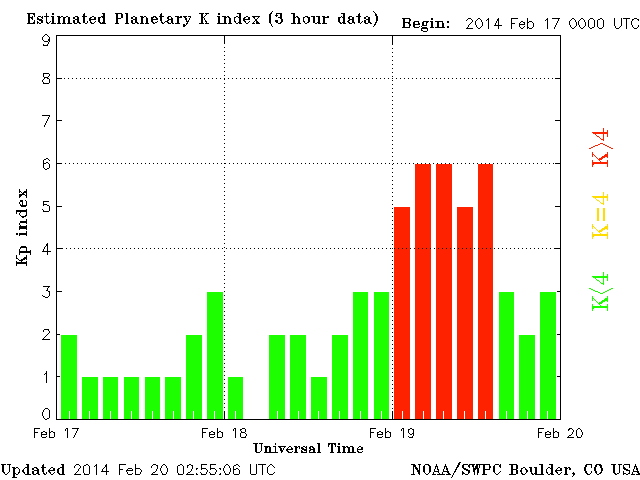 Estimated Planetary K index (3 hour data)
Begin: 2014 Feb 17 0000 UTC
9
8
7
6
5
4
3
2
1
0
Kp index
Feb 17
Feb 18
Feb 19
Feb 20
Universal Time
K>4
K=4
K<4
Updated 2014 Feb 20 02:55:06 UTC
NOAA/SWPC Boulder, CO USA